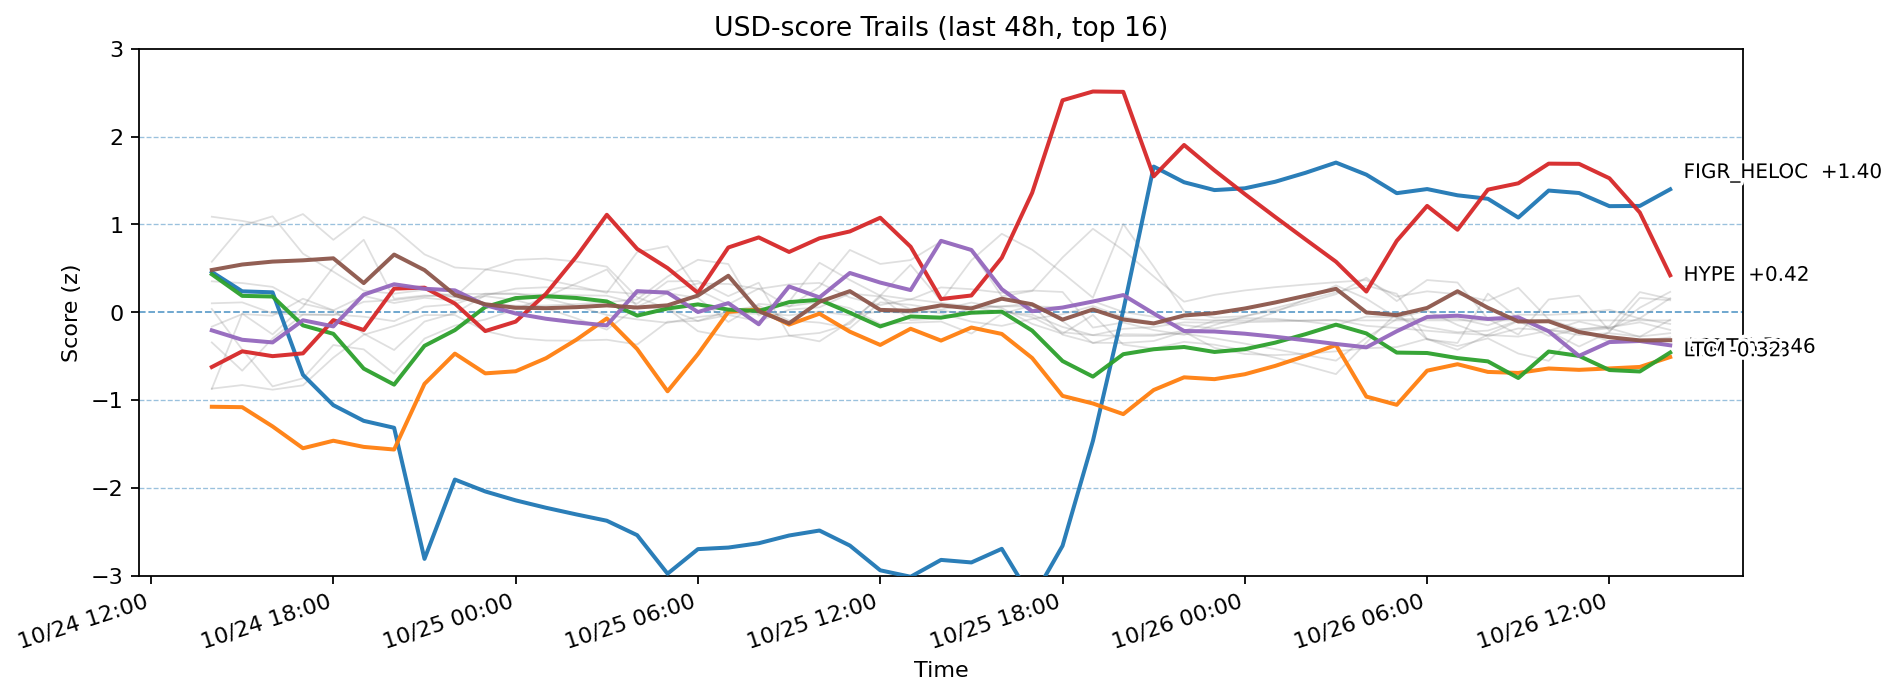 USD-score Trails (last 48h, top 16)
3
2
1
0
−1
−2
−3
Score (z)
FIGR_HELOC +1.40
HYPE +0.42
LTC -0.32
10/24 12:00
10/24 18:00
10/25 00:00
10/25 06:00
10/25 12:00
10/25 18:00
10/26 00:00
10/26 06:00
10/26 12:00
Time